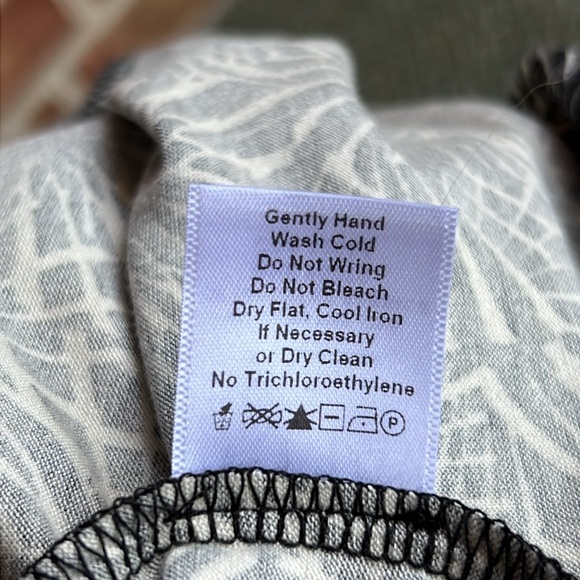 Gently Hand
Wash Cold
Do Not Wring
Do Not Bleach
Dry Flat, Cool Iron
If Necessary
or Dry Clean
No Trichloroethylene
P